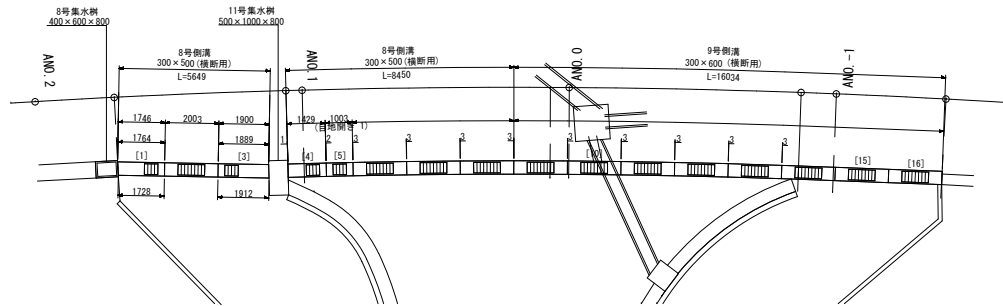 8号集水桝
400×600×800
11号集水桝
500×1000×800
8号側溝
300×500(横断用)
L=5649
8号側溝
300×500(横断用)
L=8450
9号側溝
300×600(横断用)
L=16034
ANO.2
ANO.1
ANO.0
ANO.-1
1746
2003
1900
1429
1003
(目地開き 1)
1764
1889
1
2
3
3
3
3
3
3
3
3
[1]
[3]
[4]
[5]
[15]
[16]
1728
1912